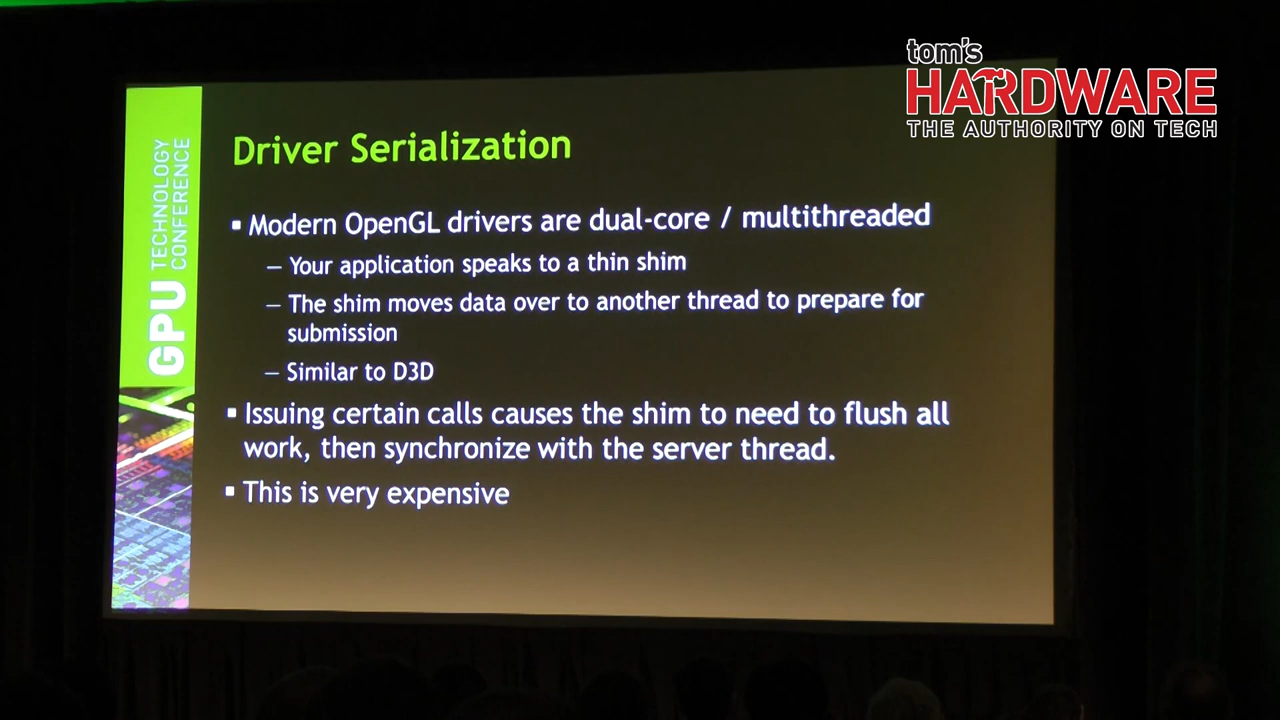 tom's
HARDWARE
THE AUTHORITY ON TECH
GPU TECHNOLOGY
CONFERENCE
Driver Serialization
▪ Modern OpenGL drivers are dual-core / multithreaded
– Your application speaks to a thin shim
– The shim moves data over to another thread to prepare for
submission
– Similar to D3D
▪ Issuing certain calls causes the shim to need to flush all
work, then synchronize with the server thread.
▪ This is very expensive